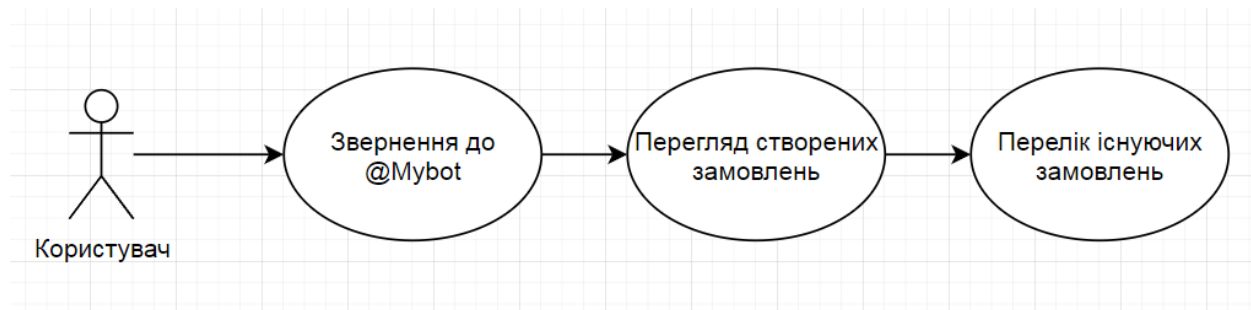 Звернення до
@Mybot
Перегляд створених
замовлень
Перелік існуючих
замовлень
Користувач